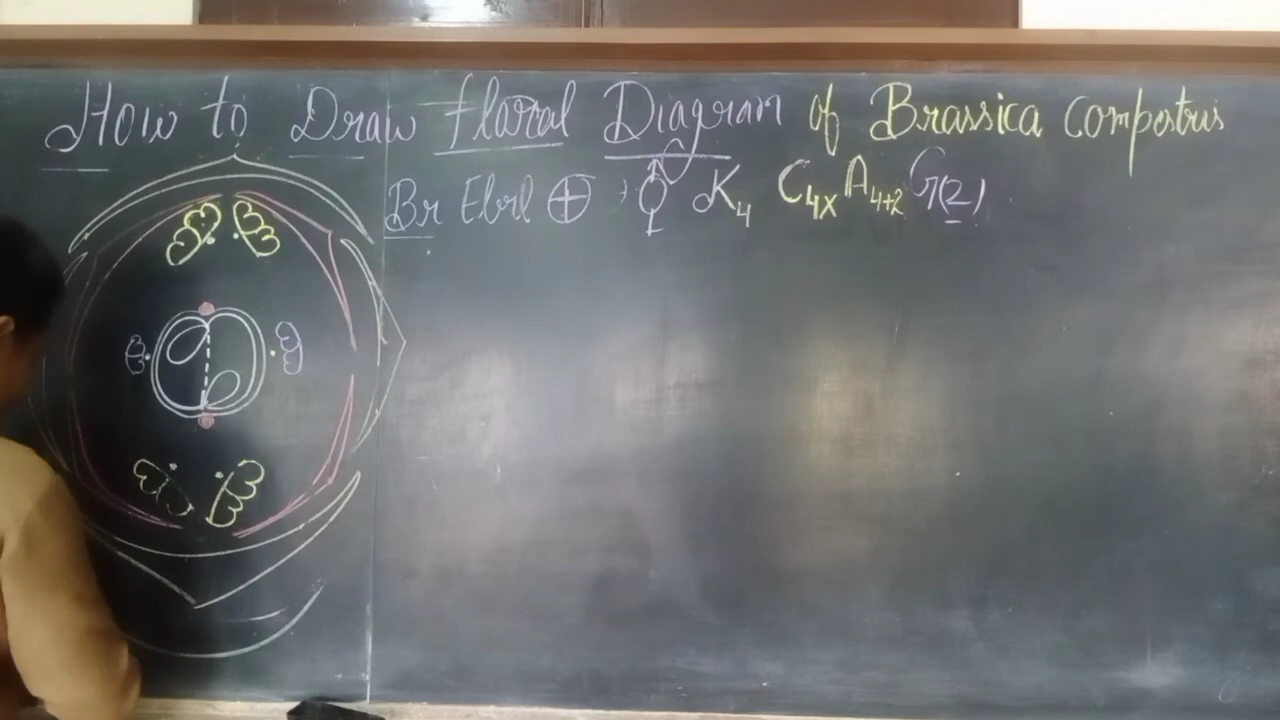 How to Draw floral Diagram of Brassica compestris
Br Ebrl ⊕ , ⚥ K4 C4x A4+2 G(2)